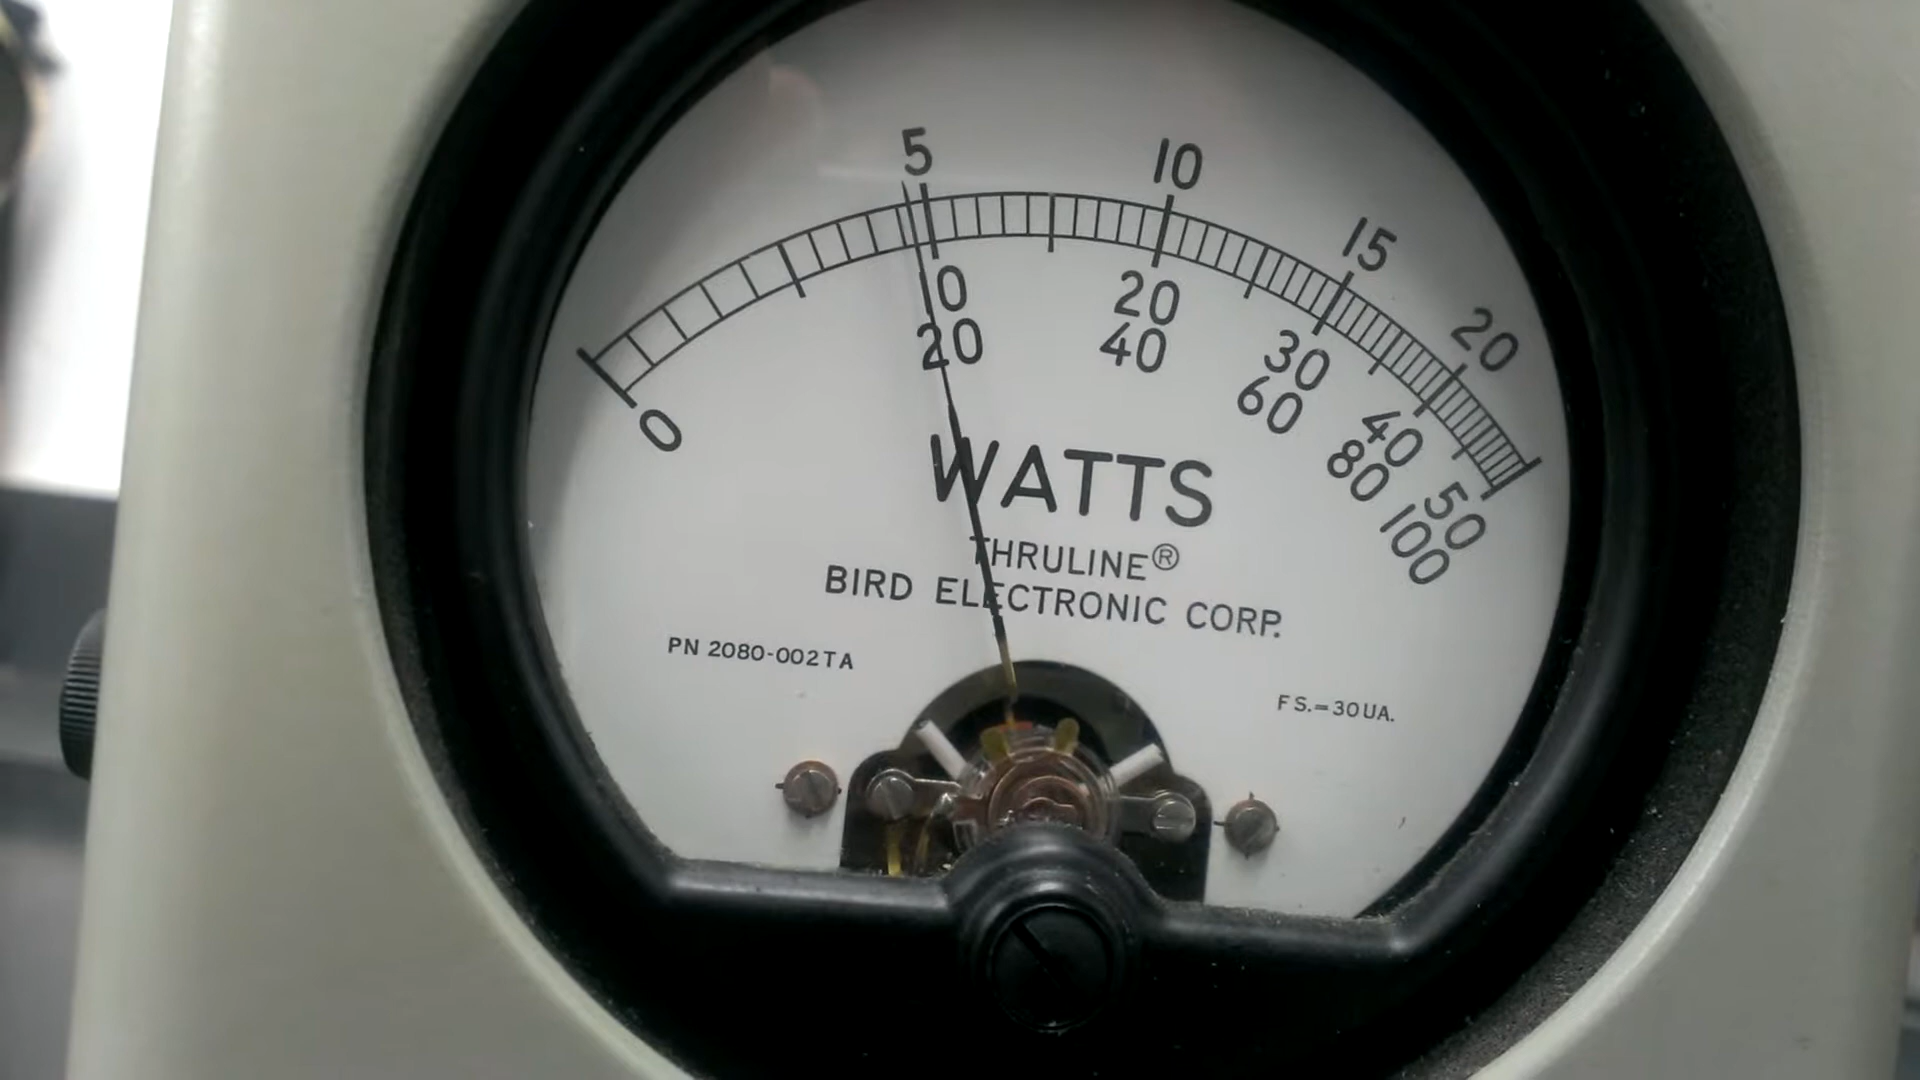 5 10 15 20
0 10 20 30 40 50
20 40 60 80 100
WATTS
THRULINE®
BIRD ELECTRONIC CORP.
PN 2080-002TA
FS.=30UA.